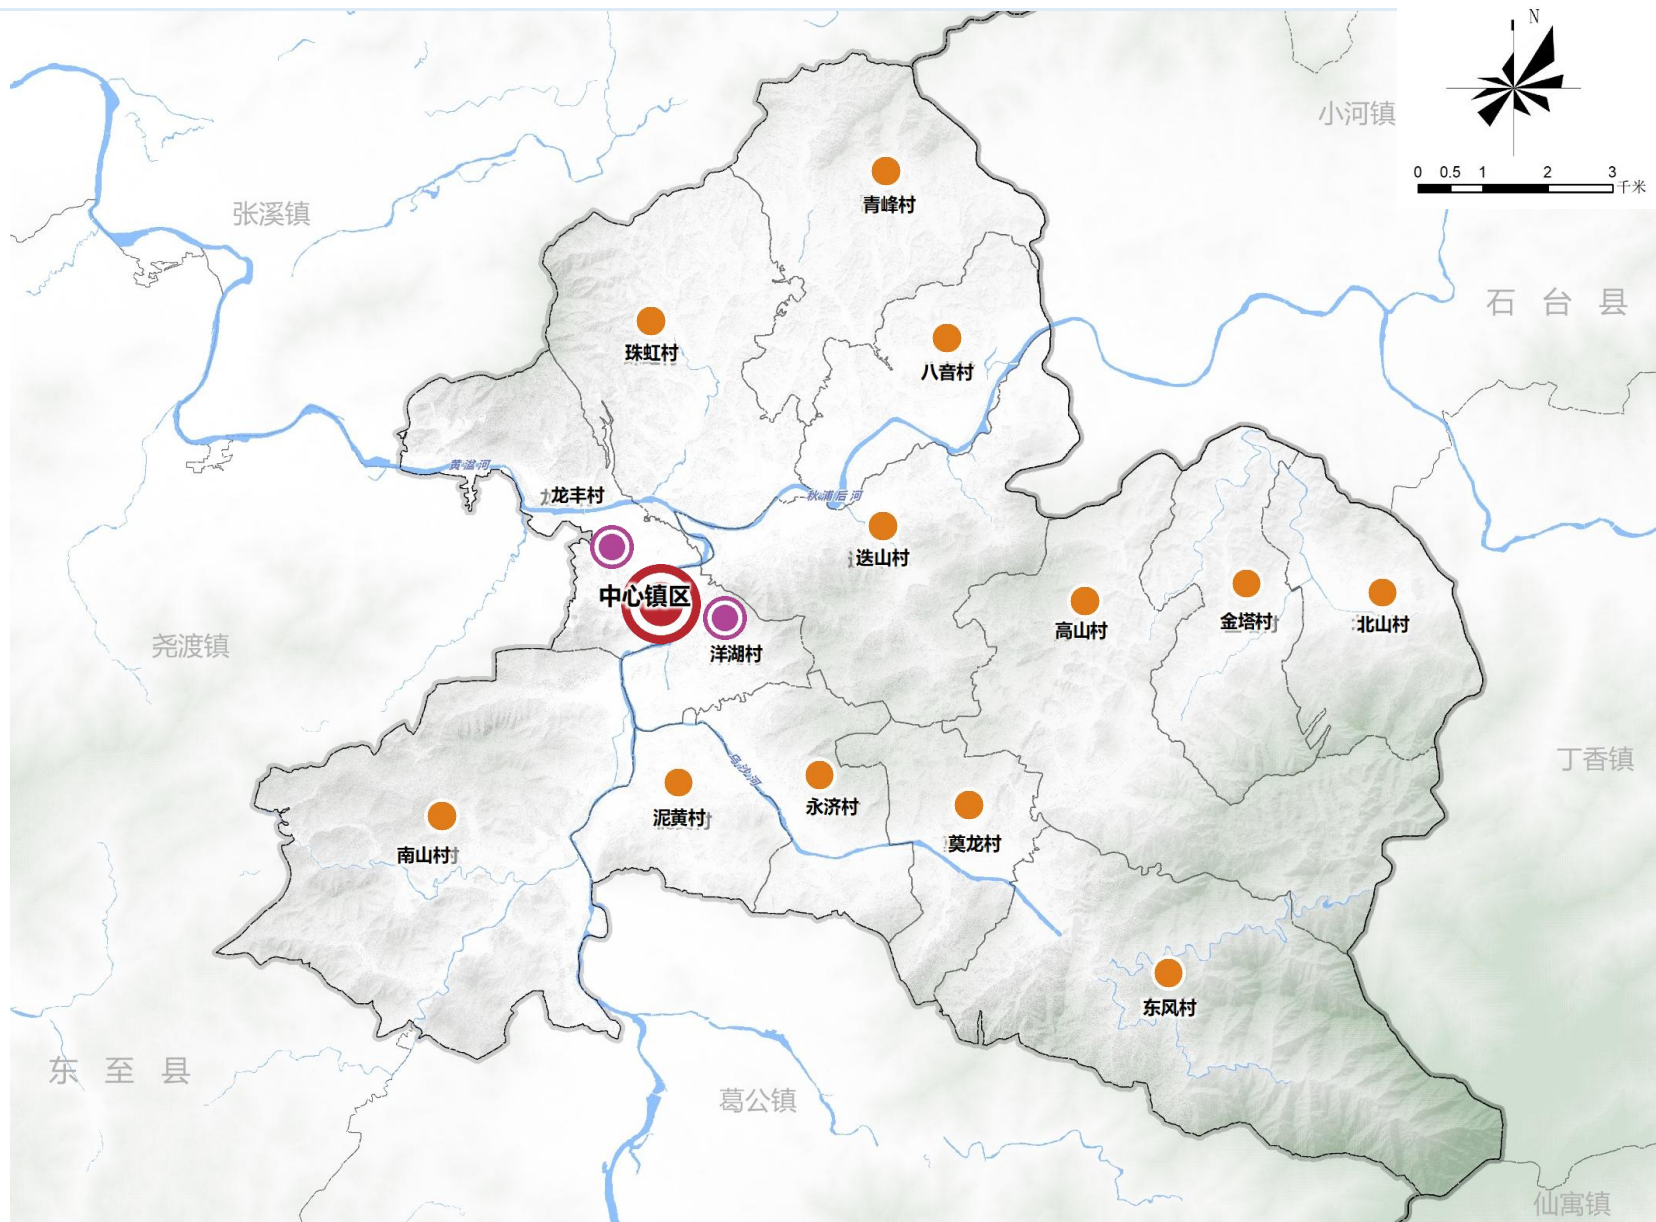 N
小河镇
0 0.5 1 2 3 千米
张溪镇
青峰村
石台县
珠虹村
八音村
黄湓河
龙丰村
秋浦后河
迭山村
中心镇区
高山村
金塔村
北山村
尧渡镇
洋湖村
丁香镇
乌沙河
泥黄村
永济村
奠龙村
南山村
东风村
东至县
葛公镇
仙寓镇